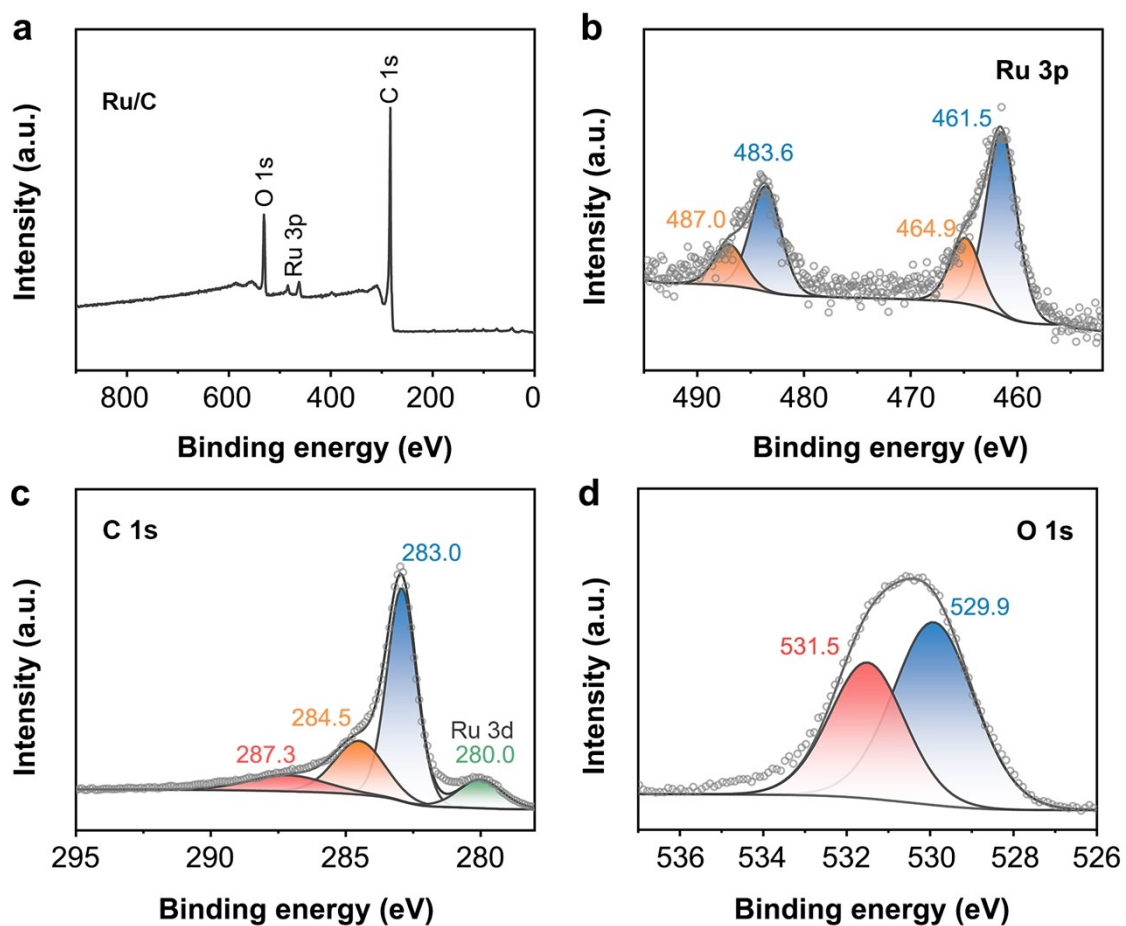 a
Ru/C
O 1s
Ru 3p
C 1s
Intensity (a.u.)
800
600
400
200
0
Binding energy (eV)
b
Ru 3p
461.5
483.6
487.0
464.9
Intensity (a.u.)
490
480
470
460
Binding energy (eV)
c
C 1s
283.0
284.5
Ru 3d
287.3
280.0
Intensity (a.u.)
295
290
285
280
Binding energy (eV)
d
O 1s
529.9
531.5
Intensity (a.u.)
536
534
532
530
528
526
Binding energy (eV)